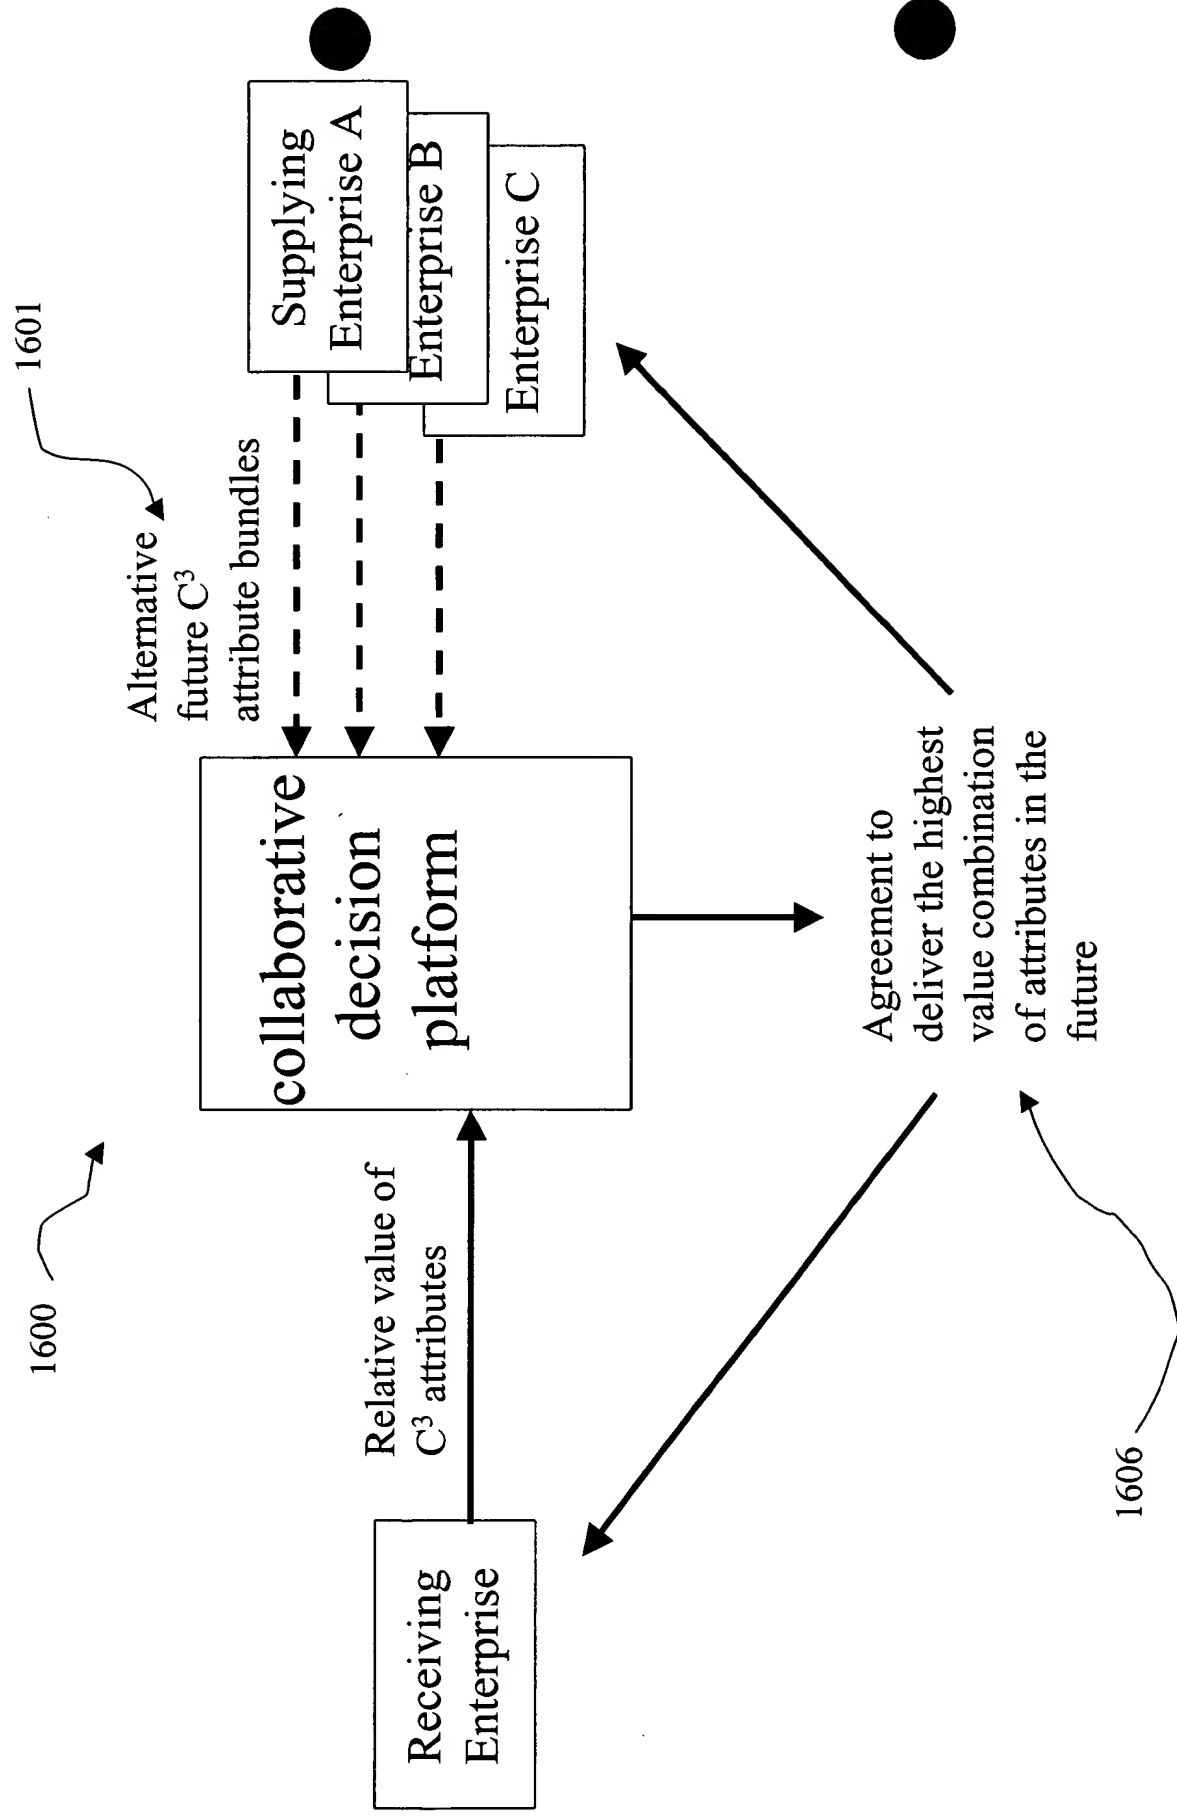 1600
1601
Alternative
future C³
attribute bundles
Supplying
Enterprise A
Enterprise B
Enterprise C
collaborative
decision
platform
Relative value of
C³ attributes
Receiving
Enterprise
Agreement to
deliver the highest
value combination
of attributes in the
future
1606